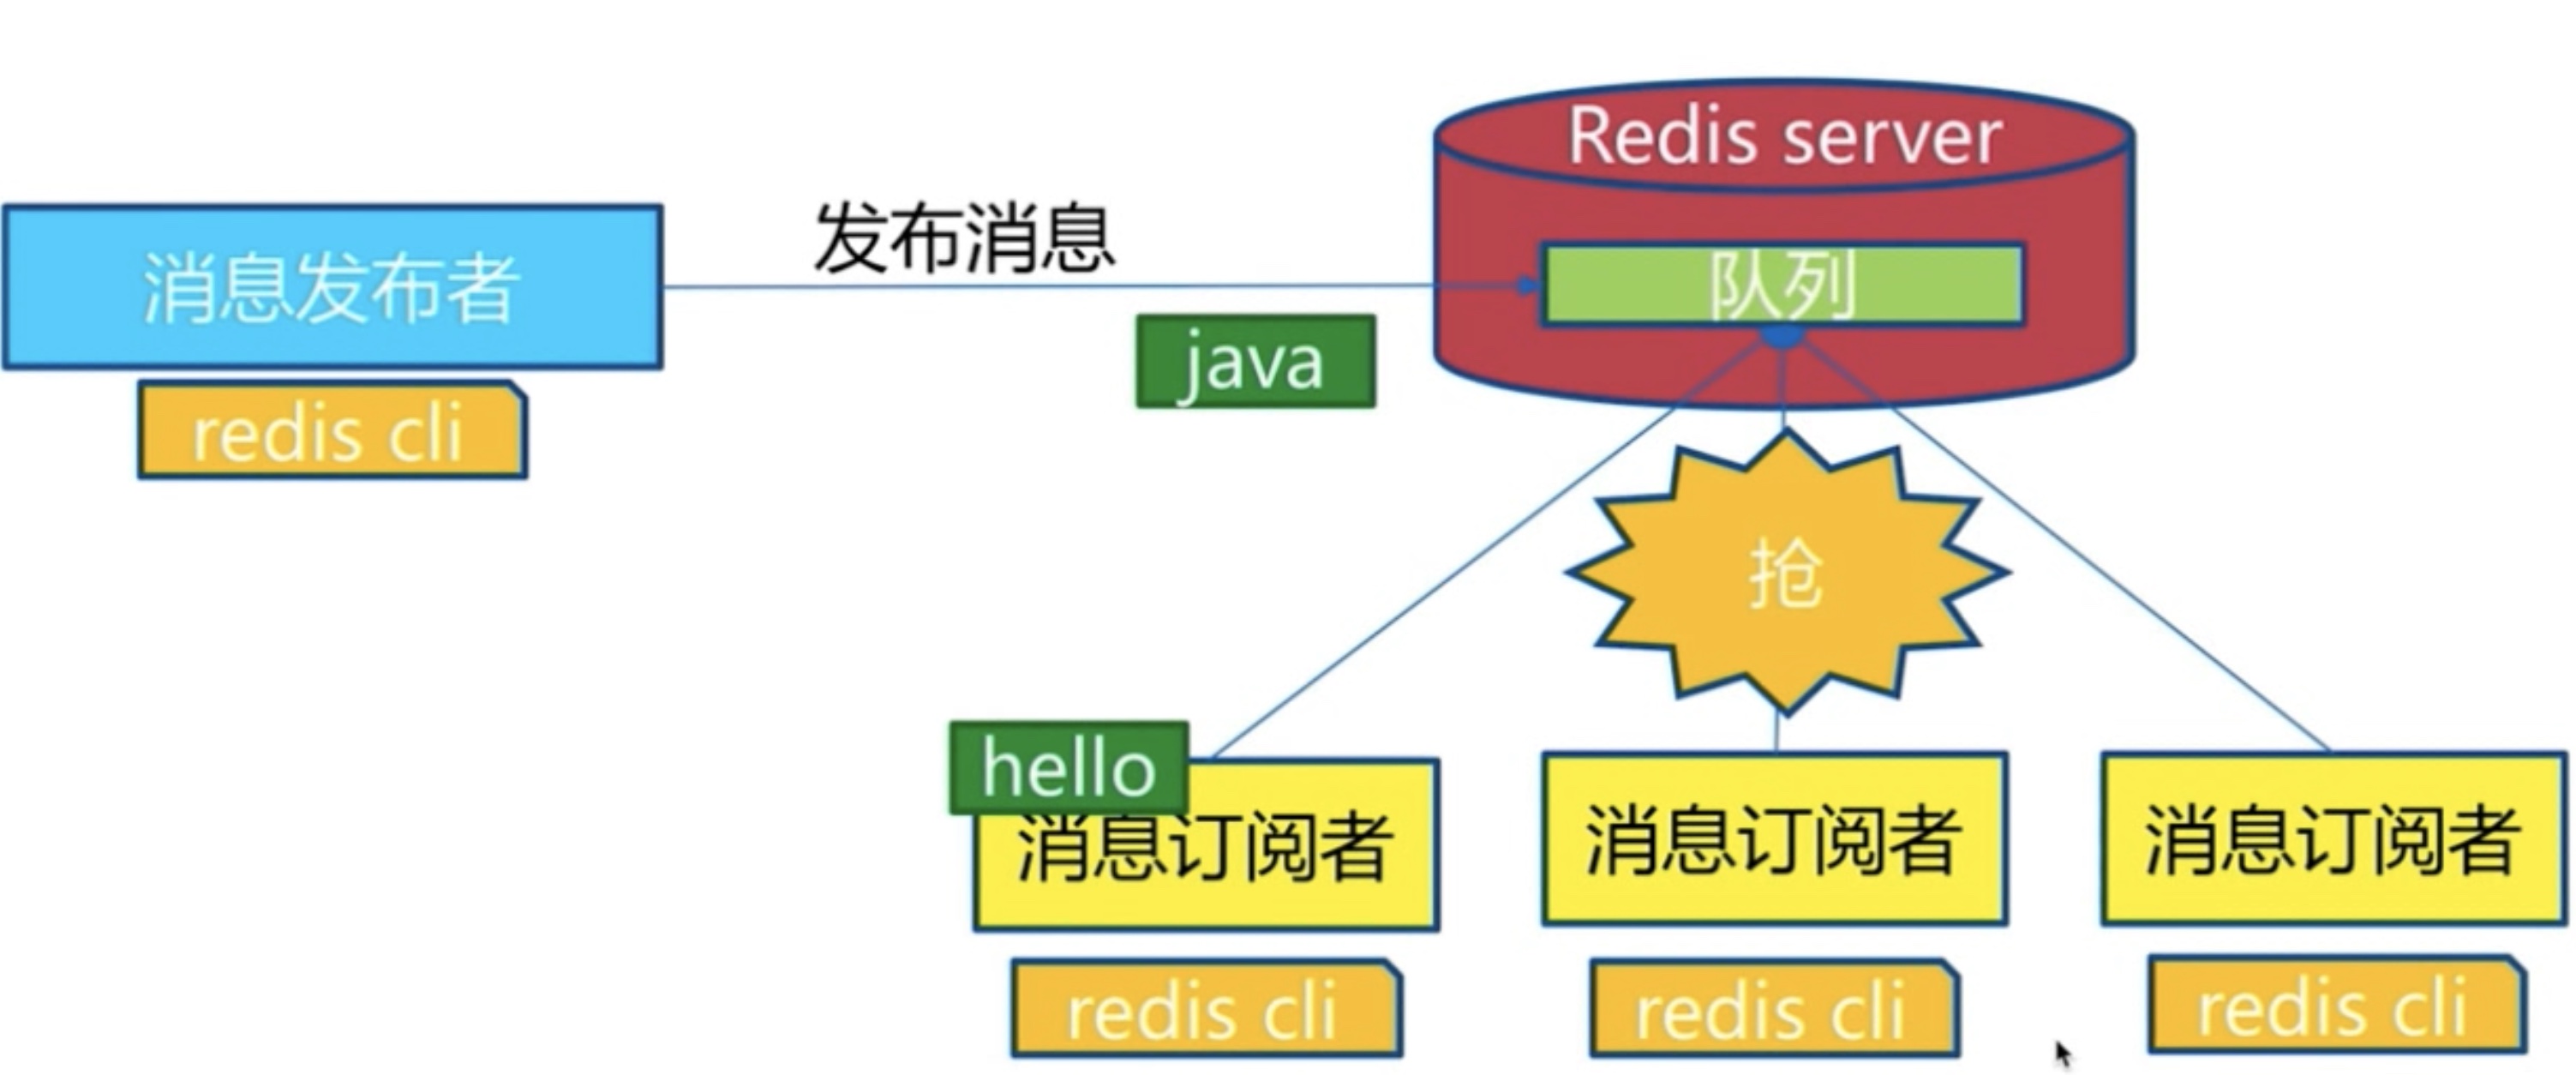 Redis server
发布消息
消息发布者
队列
java
redis cli
抢
hello
消息订阅者
消息订阅者
消息订阅者
redis cli
redis cli
redis cli